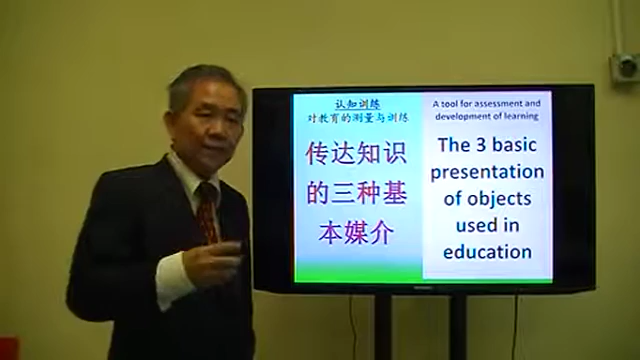 认知训练
对教育的测量与训练
传达知识
的三种基
本媒介
A tool for assessment and
development of learning
The 3 basic
presentation
of objects
used in
education